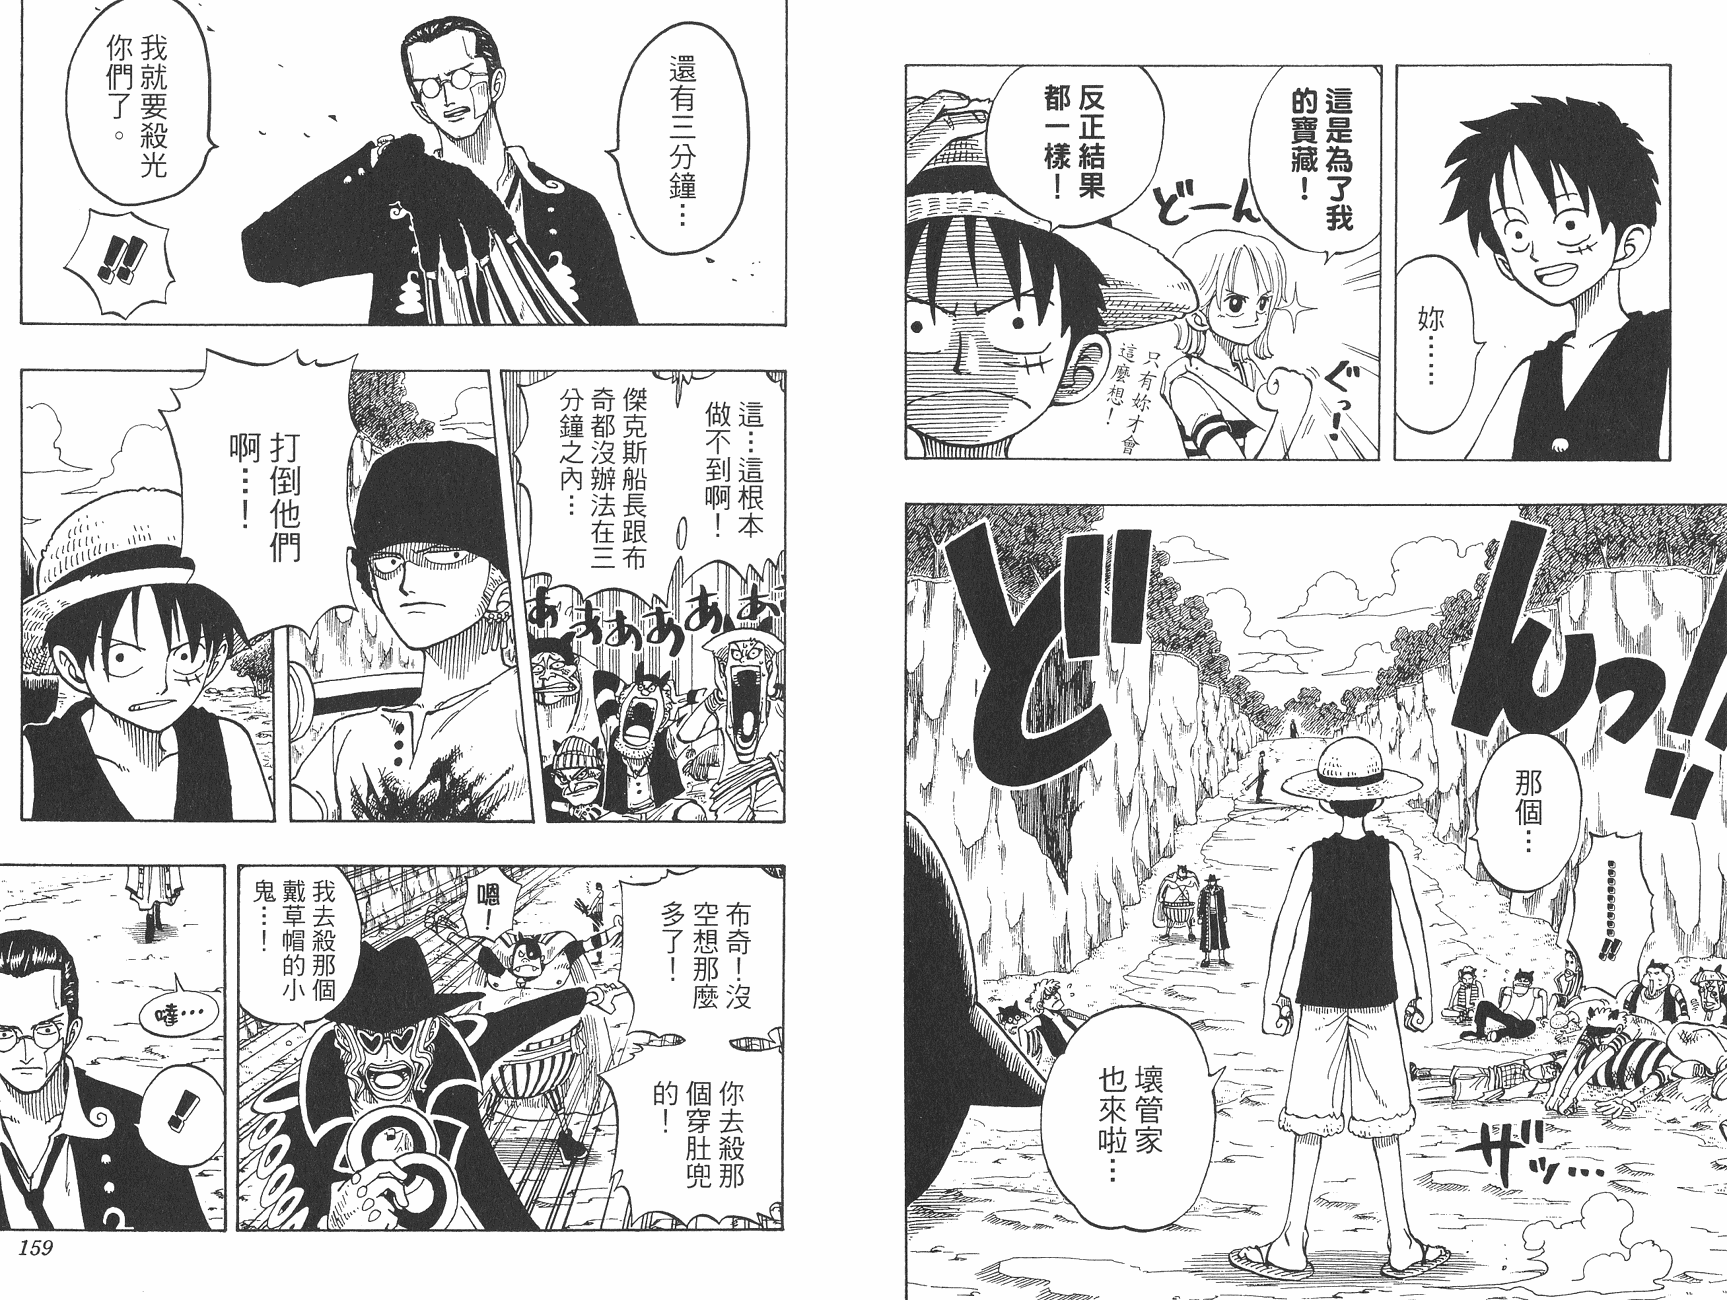 妳……
這是為了我
的寶藏！
反正結果
都一樣！
どーん
ぐっ！
只有妳才會
這麼想！
どんっ!!
那個…
…………!!
壞管家
也來啦…
ザッ…
還有三分鐘…
我就要殺光
你們了。
!!
這…這根本
做不到啊！
傑克斯船長跟布
奇都沒辦法在三
分鐘之內…
あああああぁ
打倒他們
啊…！
布奇！沒
空想那麼
多了！
你去殺那
個穿肚兜
的！
嗯！
我去殺那個
戴草帽的小
鬼…！
噠…
!
159